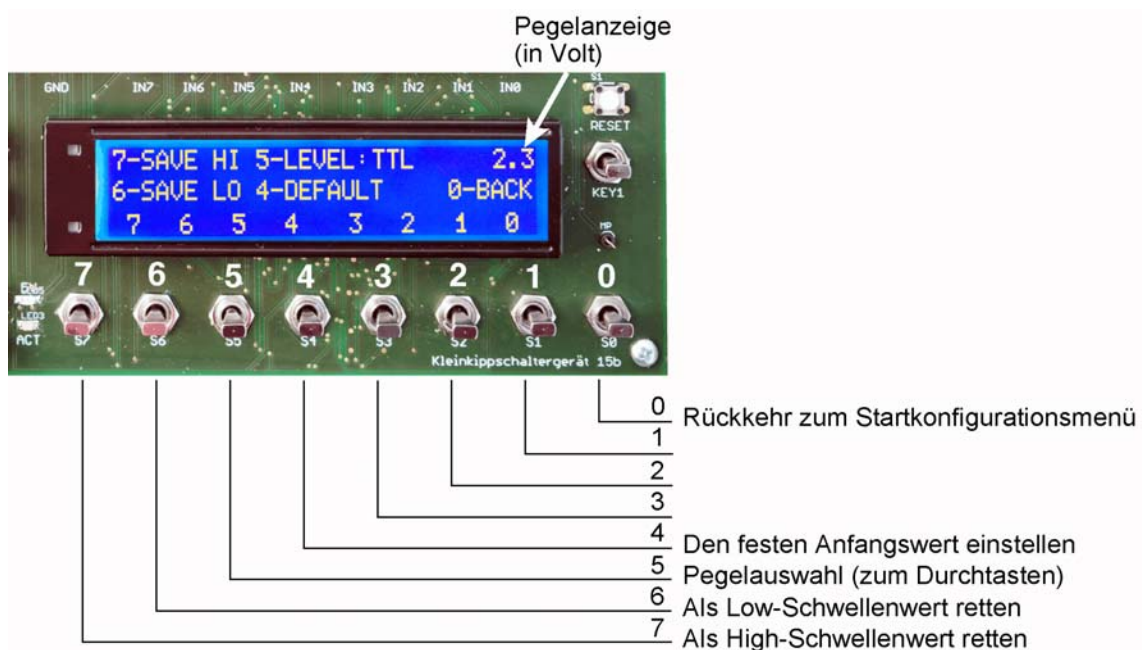 Pegelanzeige
(in Volt)
GND IN7 IN6 IN5 IN4 IN3 IN2 IN1 IN0
S1
RESET
7-SAVE HI 5-LEVEL:TTL 2.3
6-SAVE LO 4-DEFAULT 0-BACK
KEY1
7 6 5 4 3 2 1 0
MP
7 6 5 4 3 2 1 0
LED3
ACT
S7 S6 S5 S4 S3 S2 S1 S0
Kleinkippschaltergerät 15b
0 Rückkehr zum Startkonfigurationsmenü
1
2
3
4 Den festen Anfangswert einstellen
5 Pegelauswahl (zum Durchtasten)
6 Als Low-Schwellenwert retten
7 Als High-Schwellenwert retten